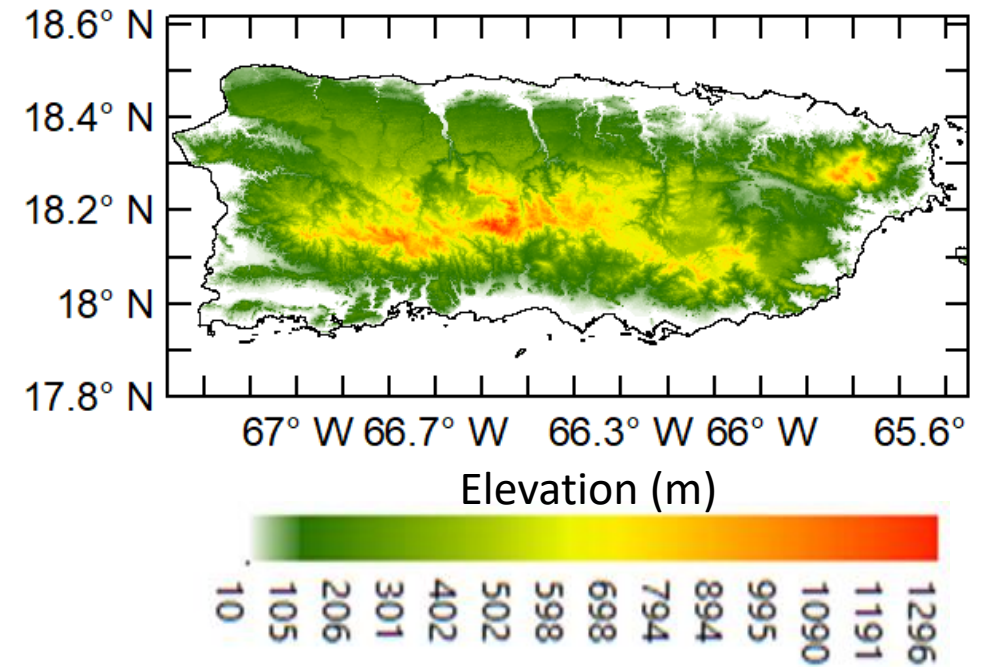 18.6° N
18.4° N
18.2° N
18° N
17.8° N
67° W 66.7° W 66.3° W 66° W 65.6°
Elevation (m)
10 105 206 301 402 502 598 698 794 894 995 1090 1191 1296